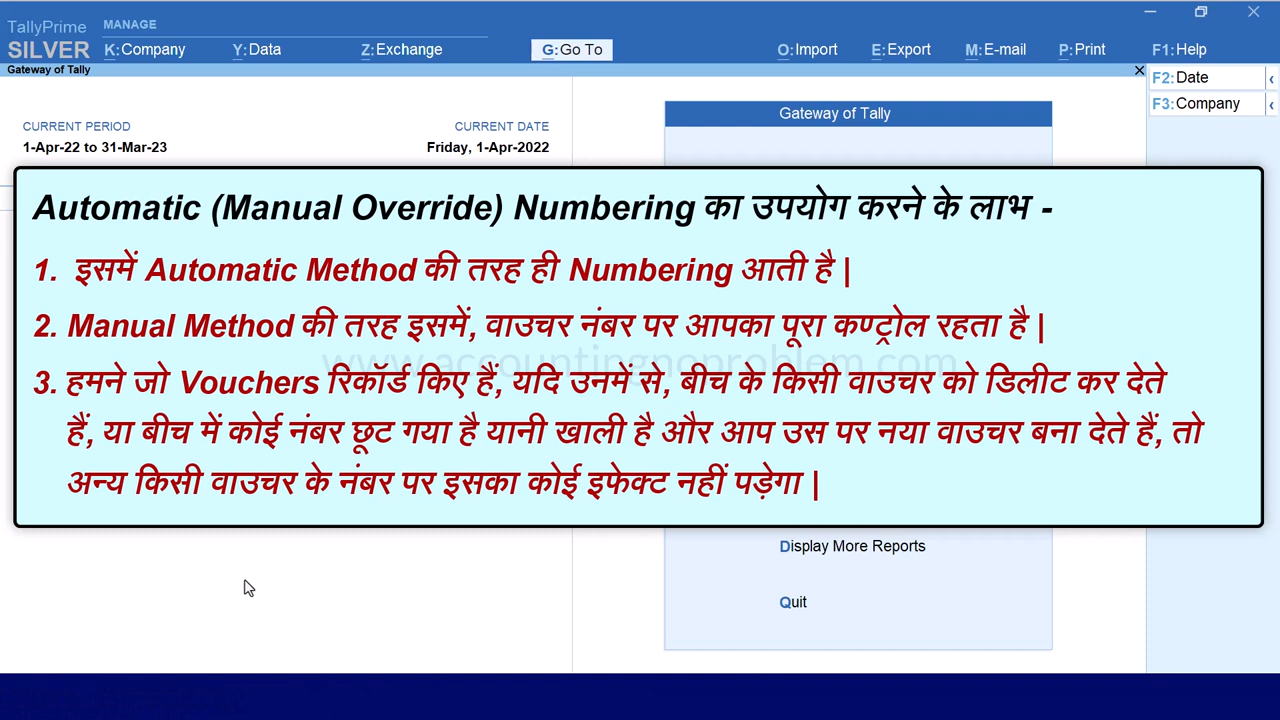 TallyPrime
MANAGE
SILVER
K:Company
Y:Data
Z:Exchange
G:Go To
O:Import
E:Export
M:E-mail
P:Print
F1:Help
Gateway of Tally
F2:Date
F3:Company
CURRENT PERIOD
CURRENT DATE
1-Apr-22 to 31-Mar-23
Friday, 1-Apr-2022
Gateway of Tally
Automatic (Manual Override) Numbering का उपयोग करने के लाभ -
1. इसमें Automatic Method की तरह ही Numbering आती है |
2. Manual Method की तरह इसमें, वाउचर नंबर पर आपका पूरा कण्ट्रोल रहता है |
www.accountingnoproblem.com
3. हमने जो Vouchers रिकॉर्ड किए हैं, यदि उनमें से, बीच के किसी वाउचर को डिलीट कर देते
हैं, या बीच में कोई नंबर छूट गया है यानी खाली है और आप उस पर नया वाउचर बना देते हैं, तो
अन्य किसी वाउचर के नंबर पर इसका कोई इफेक्ट नहीं पड़ेगा |
Display More Reports
Quit